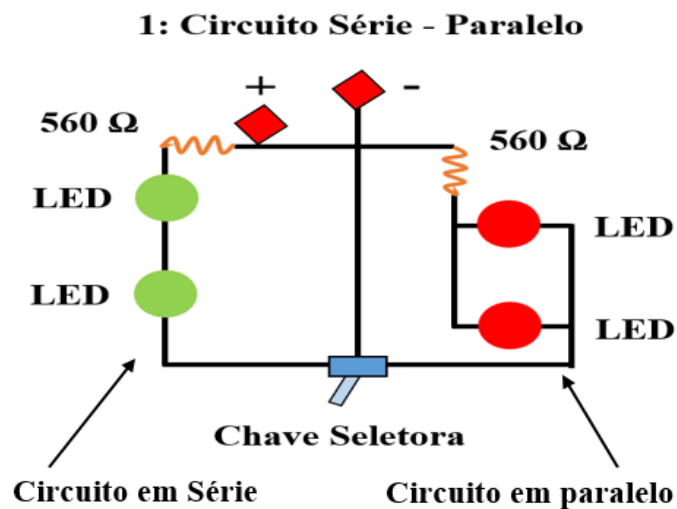 1: Circuito Série - Paralelo
+ -
560 Ω
560 Ω
LED
LED
LED
LED
Chave Seletora
Circuito em Série
Circuito em paralelo